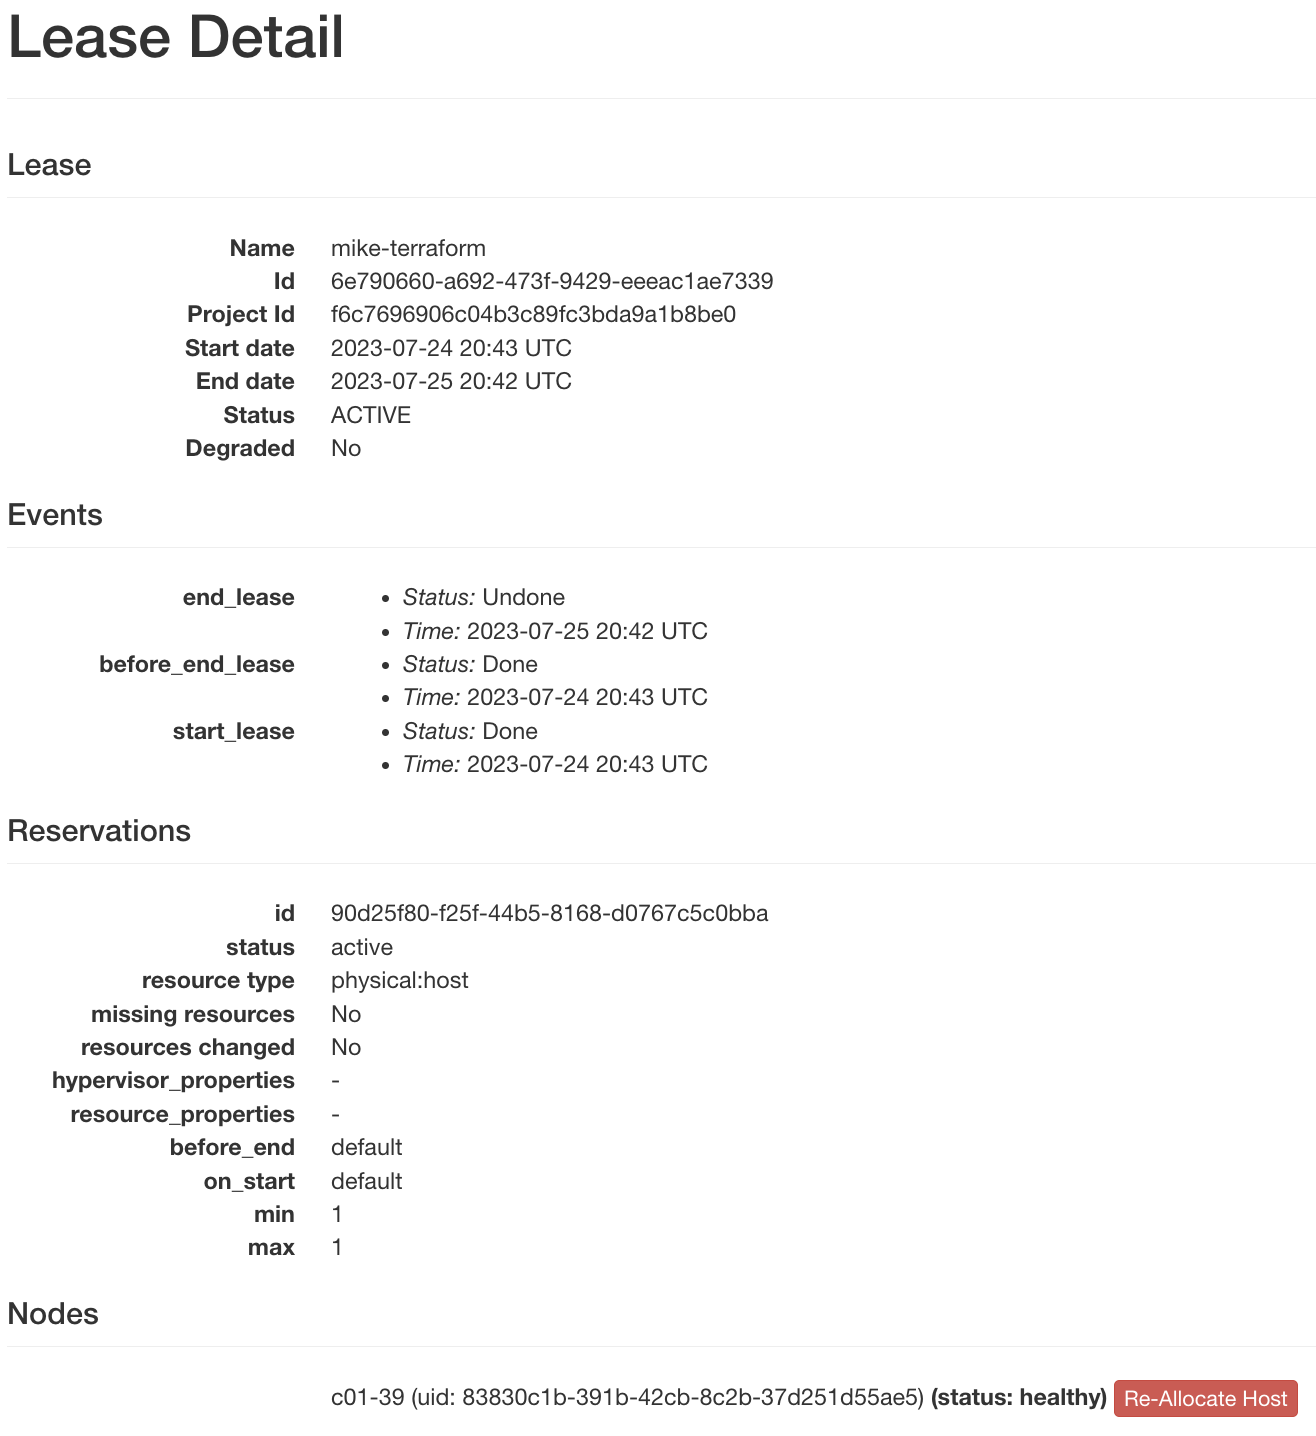 Lease Detail
Lease
Name mike-terraform
Id 6e790660-a692-473f-9429-eeeac1ae7339
Project Id f6c7696906c04b3c89fc3bda9a1b8be0
Start date 2023-07-24 20:43 UTC
End date 2023-07-25 20:42 UTC
Status ACTIVE
Degraded No
Events
end_lease • Status: Undone
• Time: 2023-07-25 20:42 UTC
before_end_lease • Status: Done
• Time: 2023-07-24 20:43 UTC
start_lease • Status: Done
• Time: 2023-07-24 20:43 UTC
Reservations
id 90d25f80-f25f-44b5-8168-d0767c5c0bba
status active
resource type physical:host
missing resources No
resources changed No
hypervisor_properties -
resource_properties -
before_end default
on_start default
min 1
max 1
Nodes
c01-39 (uid: 83830c1b-391b-42cb-8c2b-37d251d55ae5) (status: healthy) Re-Allocate Host